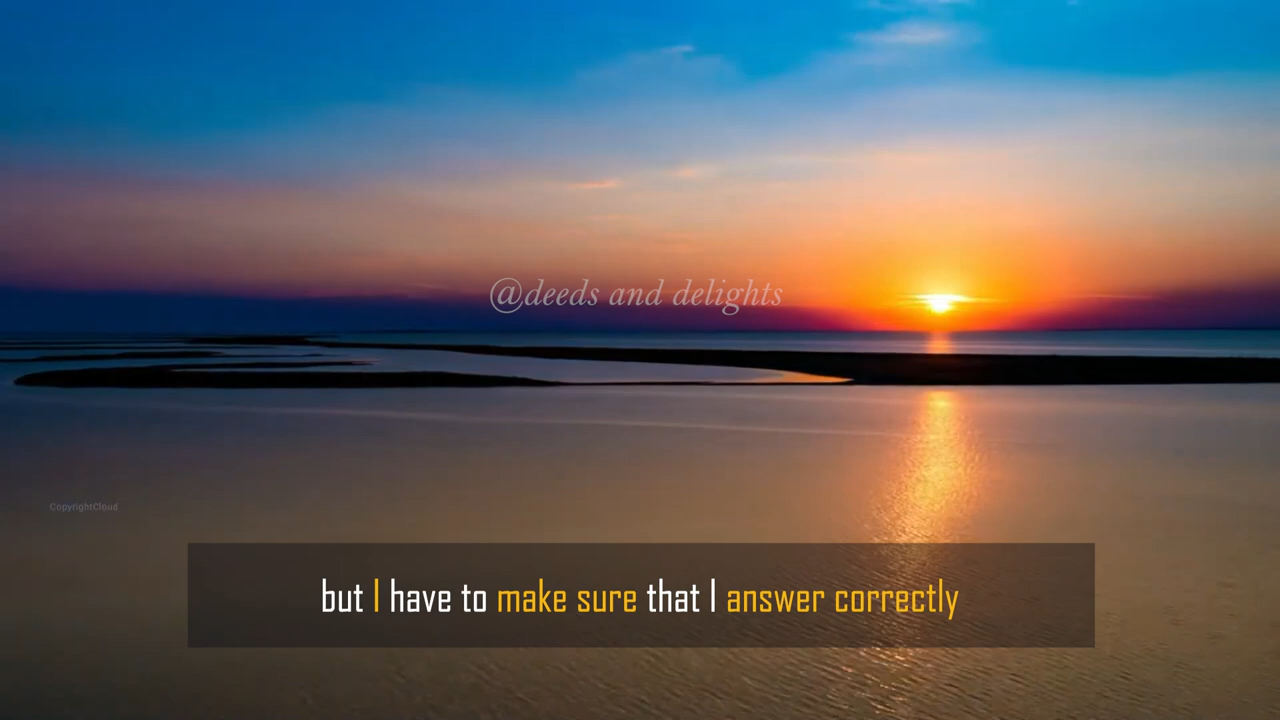 @deeds and delights
CopyrightCloud
but I have to make sure that I answer correctly